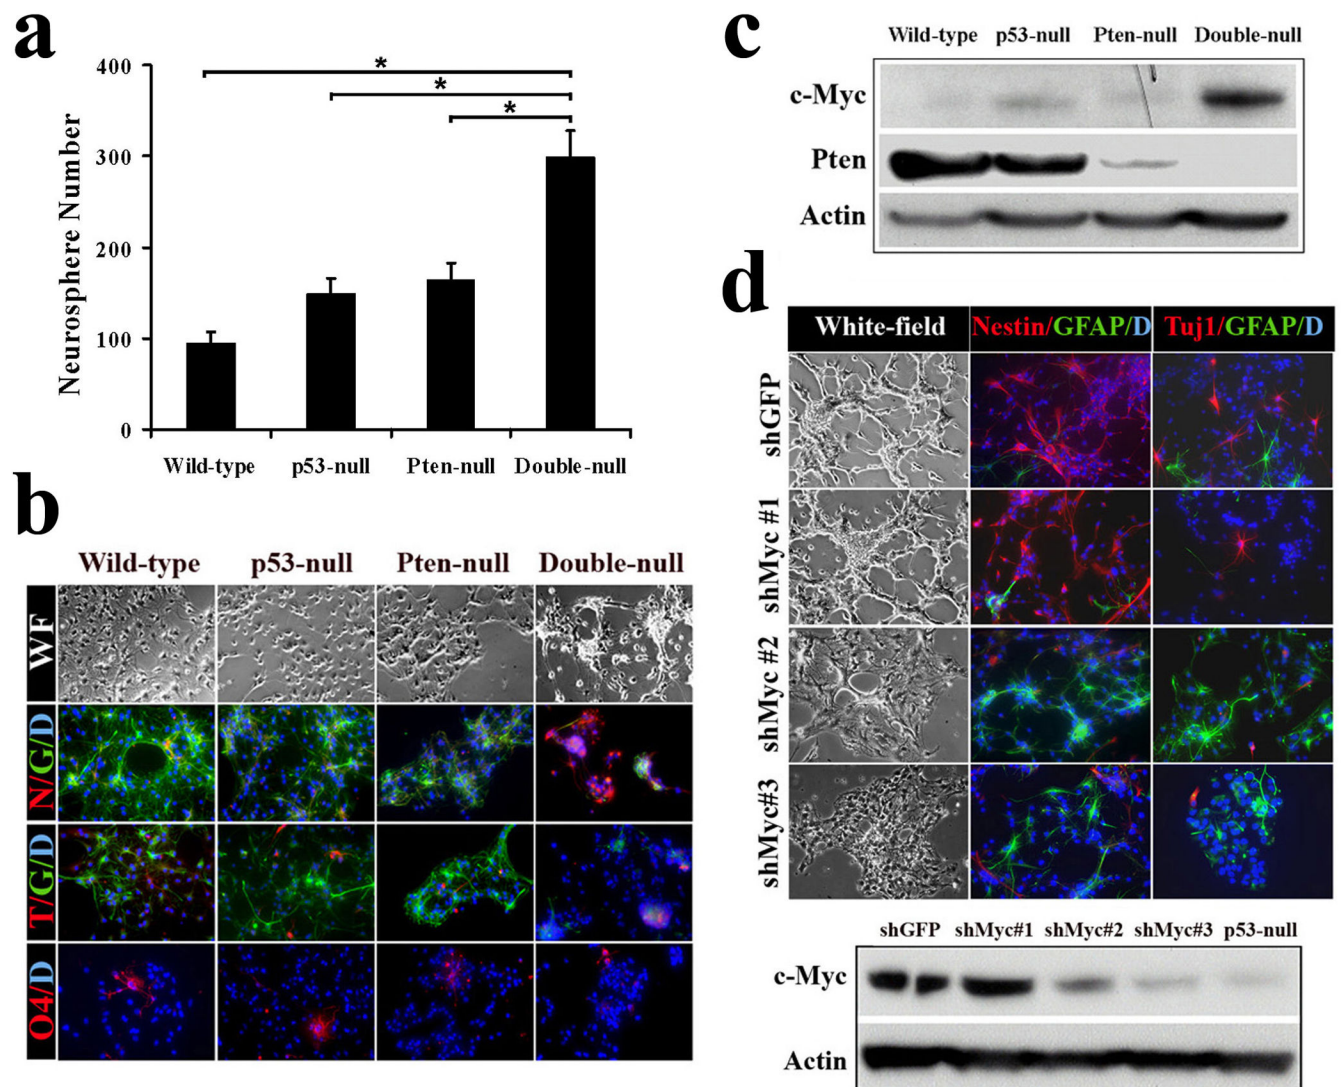 a
400
300
200
100
0
Neurosphere Number
*
*
*
Wild-type p53-null Pten-null Double-null
b
Wild-type p53-null Pten-null Double-null
WF
N/G/D
T/G/D
O4/D
c
Wild-type p53-null Pten-null Double-null
c-Myc
Pten
Actin
d
White-field Nestin/GFAP/D Tuj1/GFAP/D
shGFP
shMyc #1
shMyc #2
shMyc#3
shGFP shMyc#1 shMyc#2 shMyc#3 p53-null
c-Myc
Actin